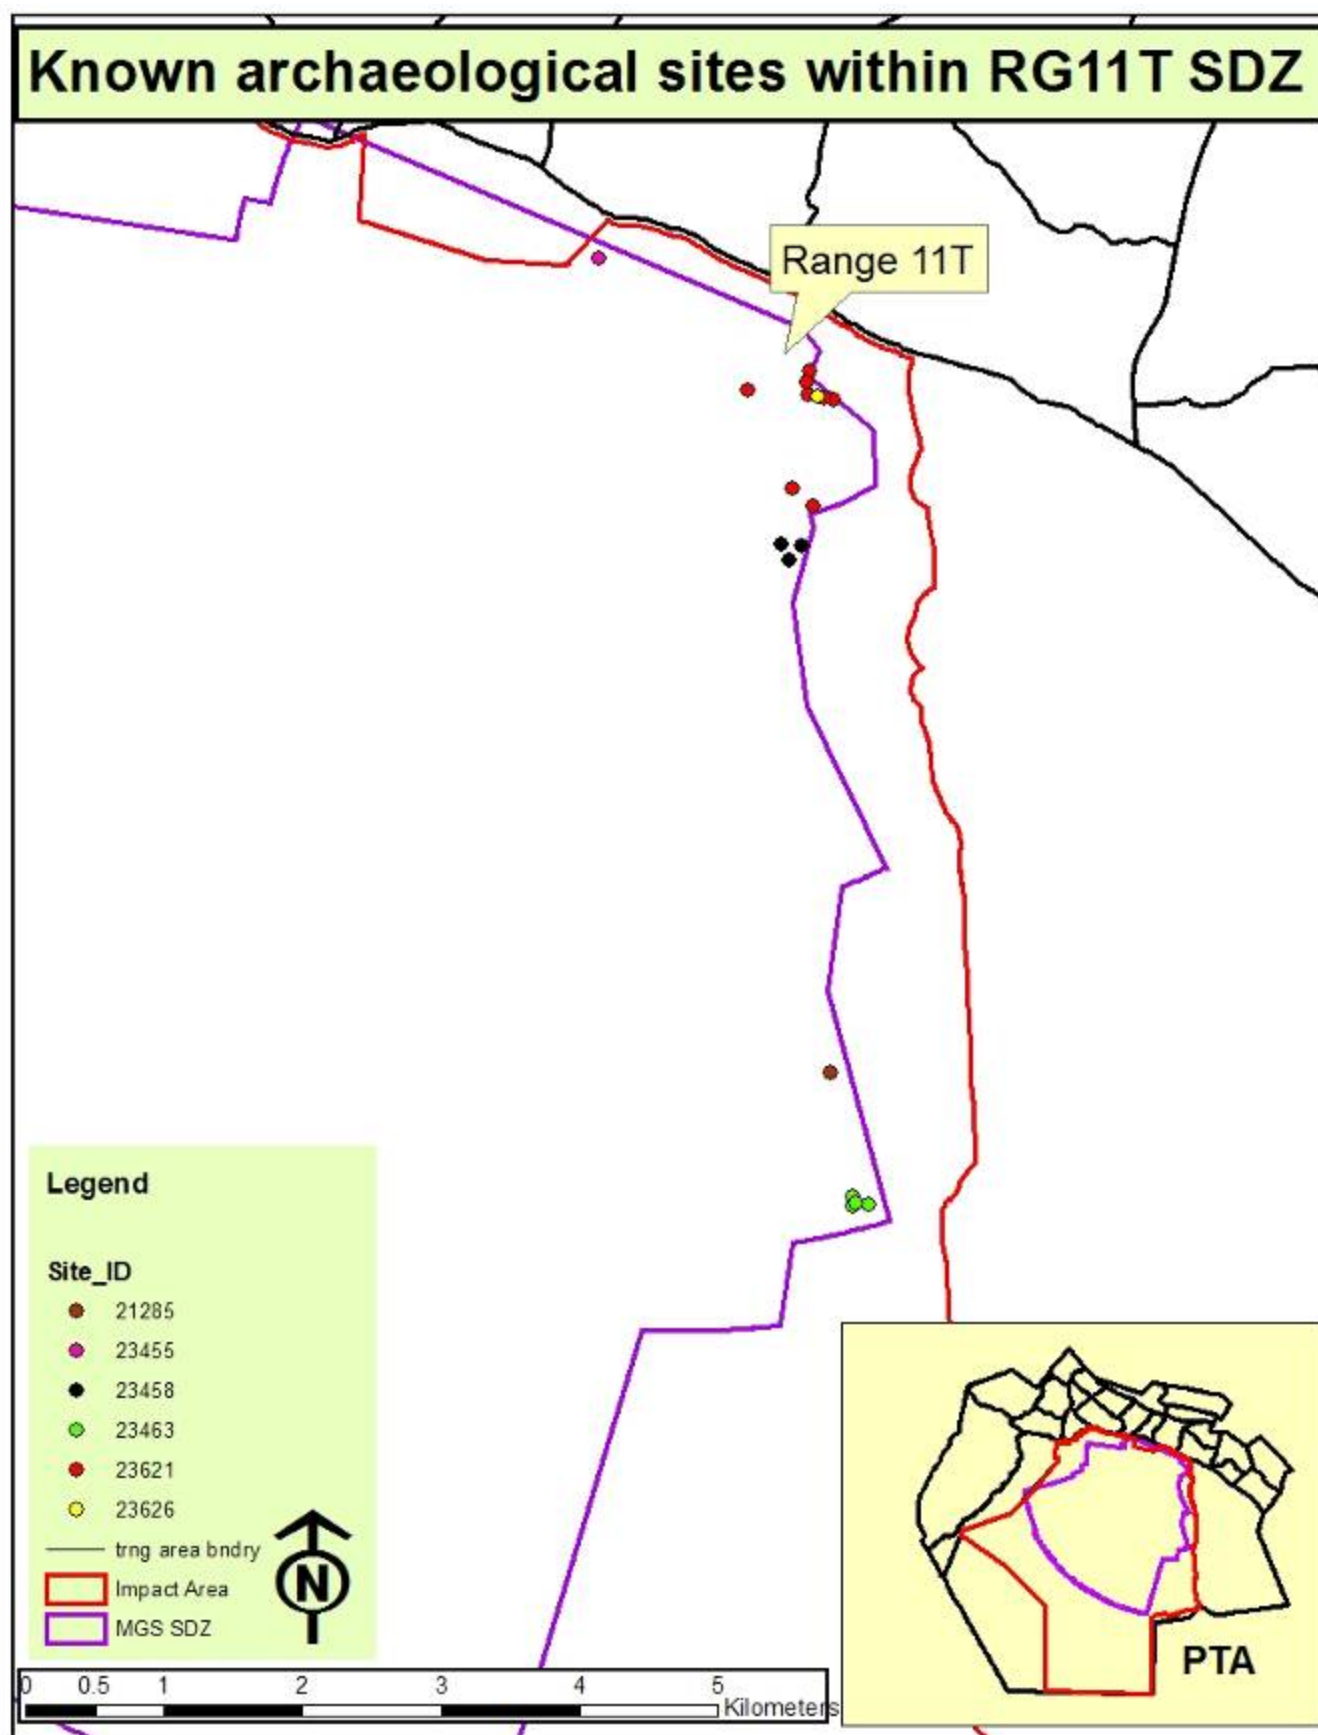 Known archaeological sites within RG11T SDZ
Range 11T
Legend
Site_ID
21285
23455
23458
23463
23621
23626
trng area bndry
Impact Area
MGS SDZ
N
0 0.5 1 2 3 4 5
Kilometers
PTA